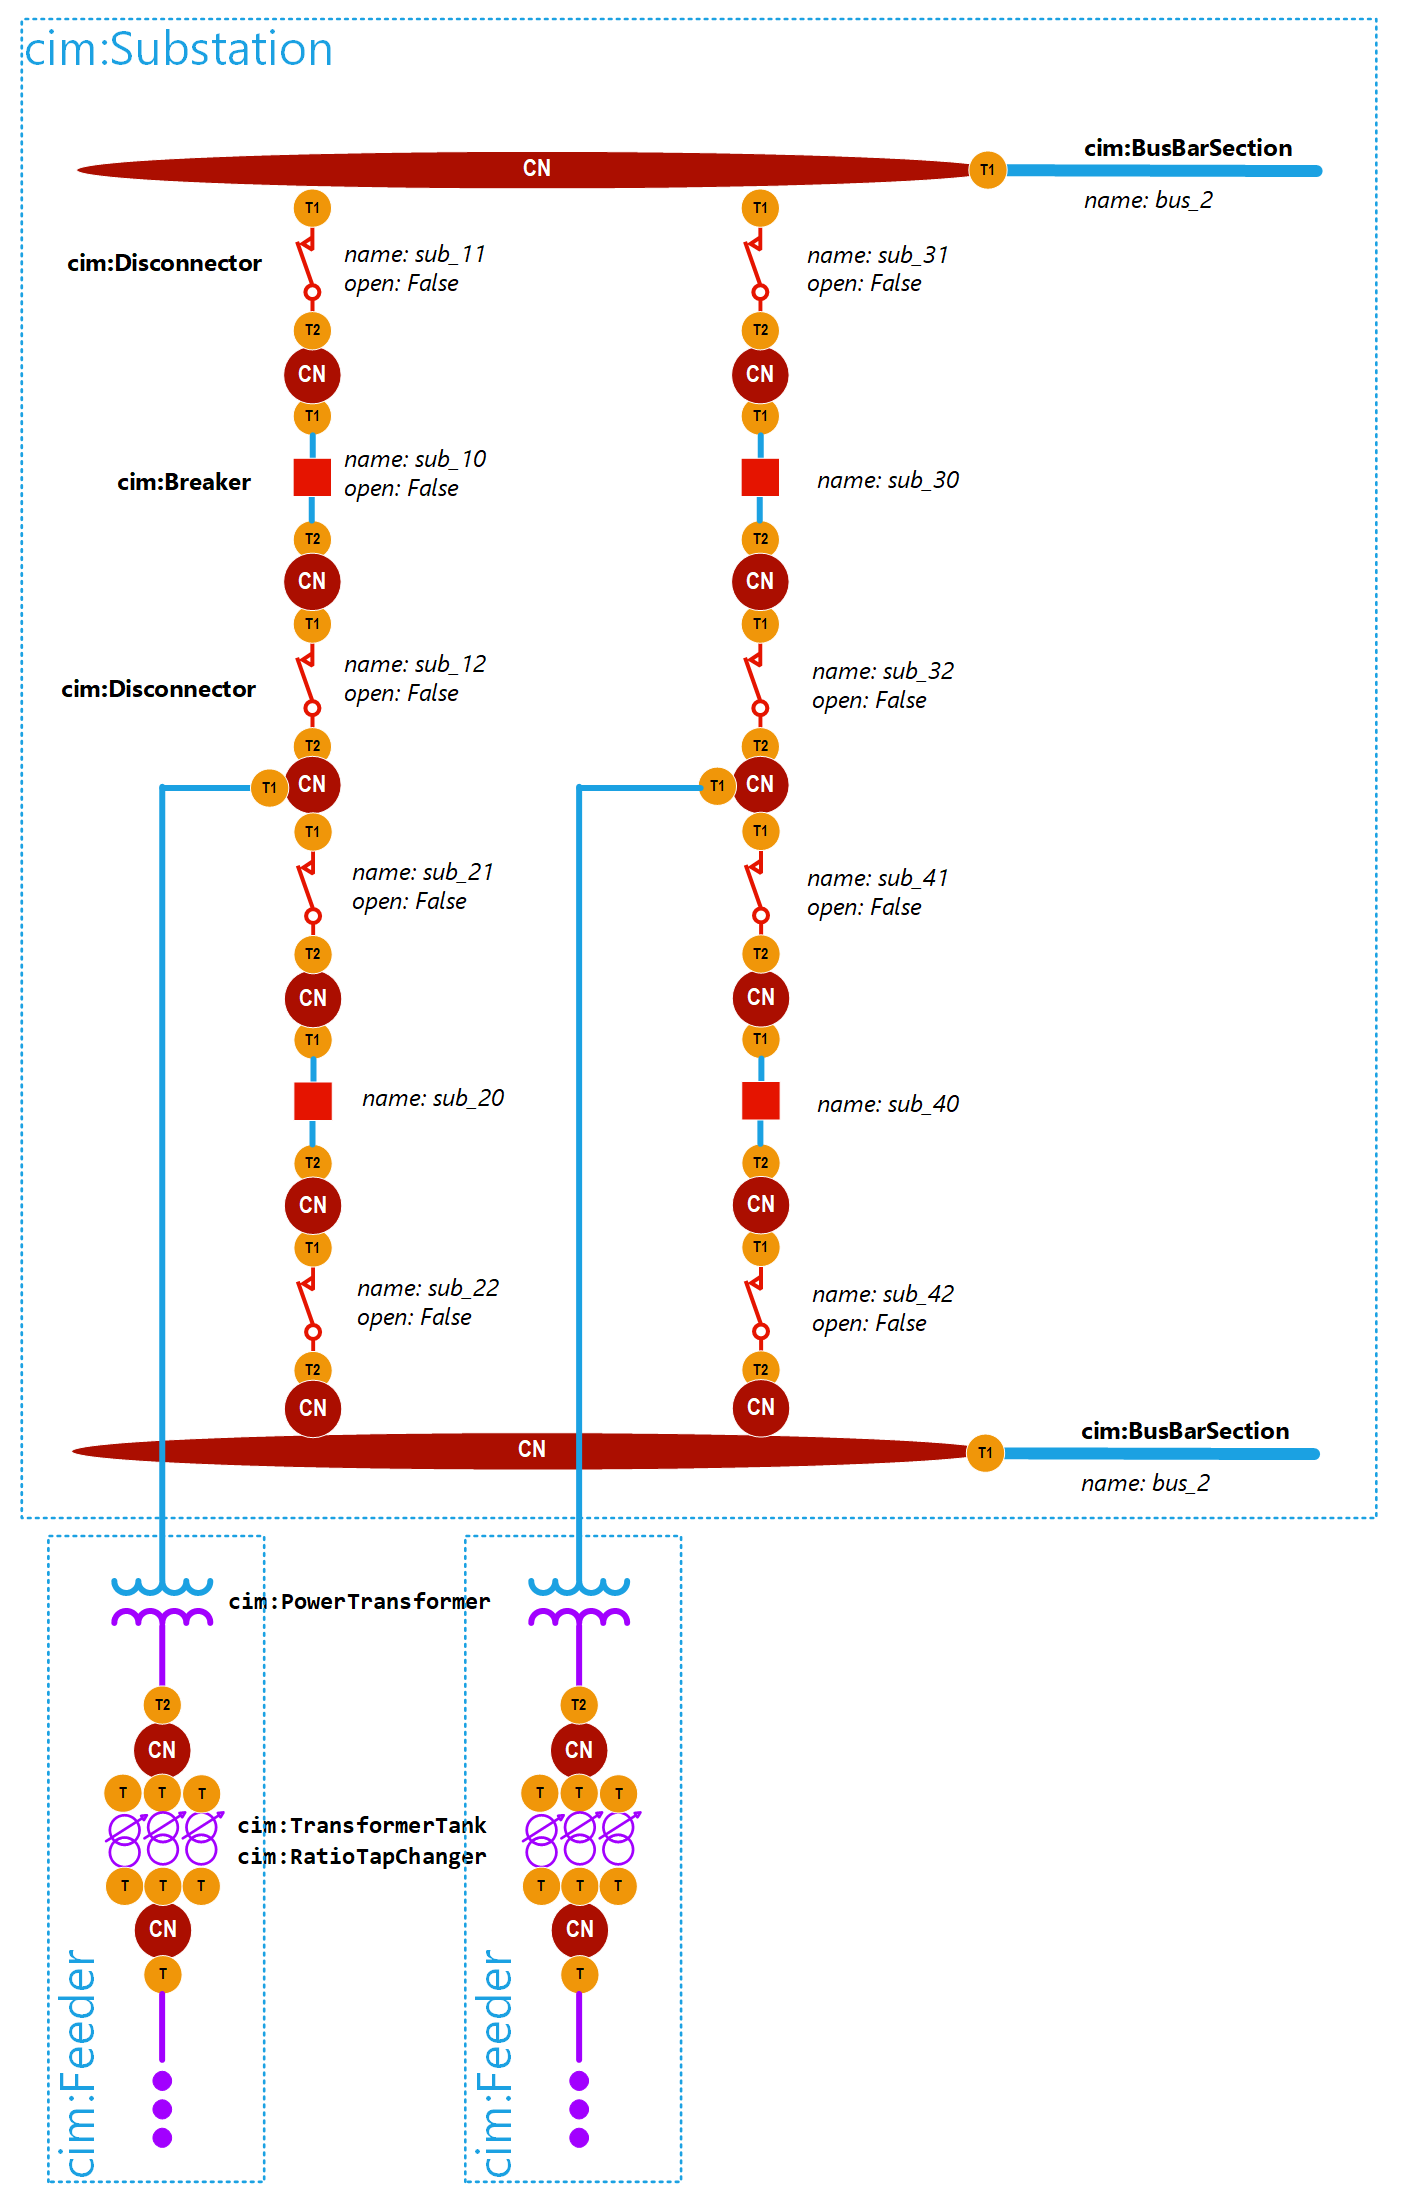 cim:Substation
cim:BusBarSection
CN
T1
name: bus_2
T1
T1
cim:Disconnector
name: sub_11
open: False
name: sub_31
open: False
T2
T2
CN
CN
T1
T1
cim:Breaker
name: sub_10
open: False
name: sub_30
T2
T2
CN
CN
T1
T1
cim:Disconnector
name: sub_12
open: False
name: sub_32
open: False
T2
T2
T1
CN
T1
CN
T1
T1
name: sub_21
open: False
name: sub_41
open: False
T2
T2
CN
CN
T1
T1
name: sub_20
name: sub_40
T2
T2
CN
CN
T1
T1
name: sub_22
open: False
name: sub_42
open: False
T2
T2
CN
CN
cim:BusBarSection
CN
T1
name: bus_2
cim:PowerTransformer
T2
T2
CN
CN
T
T
T
T
T
T
cim:TransformerTank
cim:RatioTapChanger
T
T
T
T
T
T
CN
CN
T
T
cim:Feeder
cim:Feeder